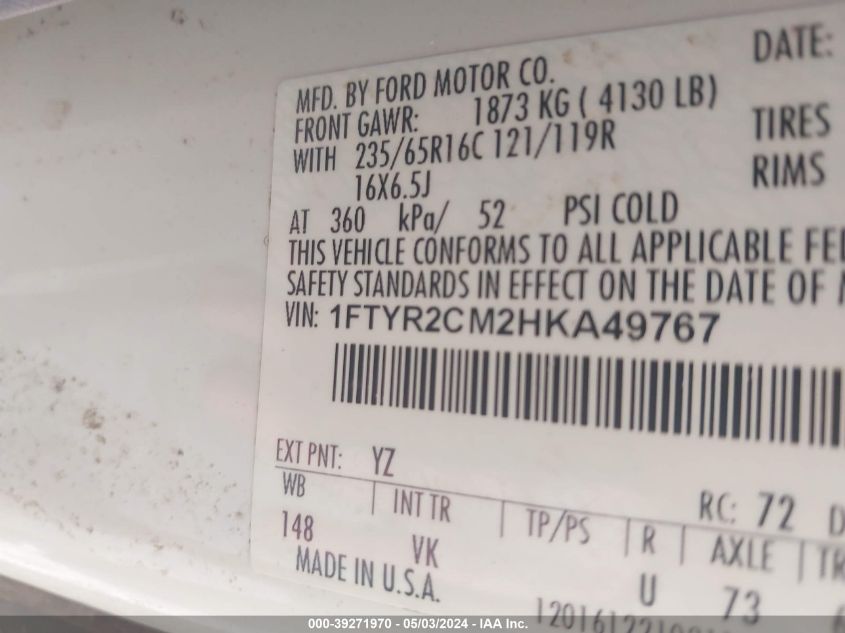 DATE:
MFD. BY FORD MOTOR CO.
FRONT GAWR: 1873 KG ( 4130 LB)
WITH 235/65R16C 121/119R TIRES
16X6.5J RIMS
AT 360 kPa/ 52 PSI COLD
THIS VEHICLE CONFORMS TO ALL APPLICABLE
SAFETY STANDARDS IN EFFECT ON THE DATE OF
VIN: 1FTYR2CM2HKA49767
EXT PNT: YZ RC: 72
WB INT TR TP/PS R AXLE
148 VK U 73
MADE IN U.S.A.
000-39271970 - 05/03/2024 - IAA Inc.